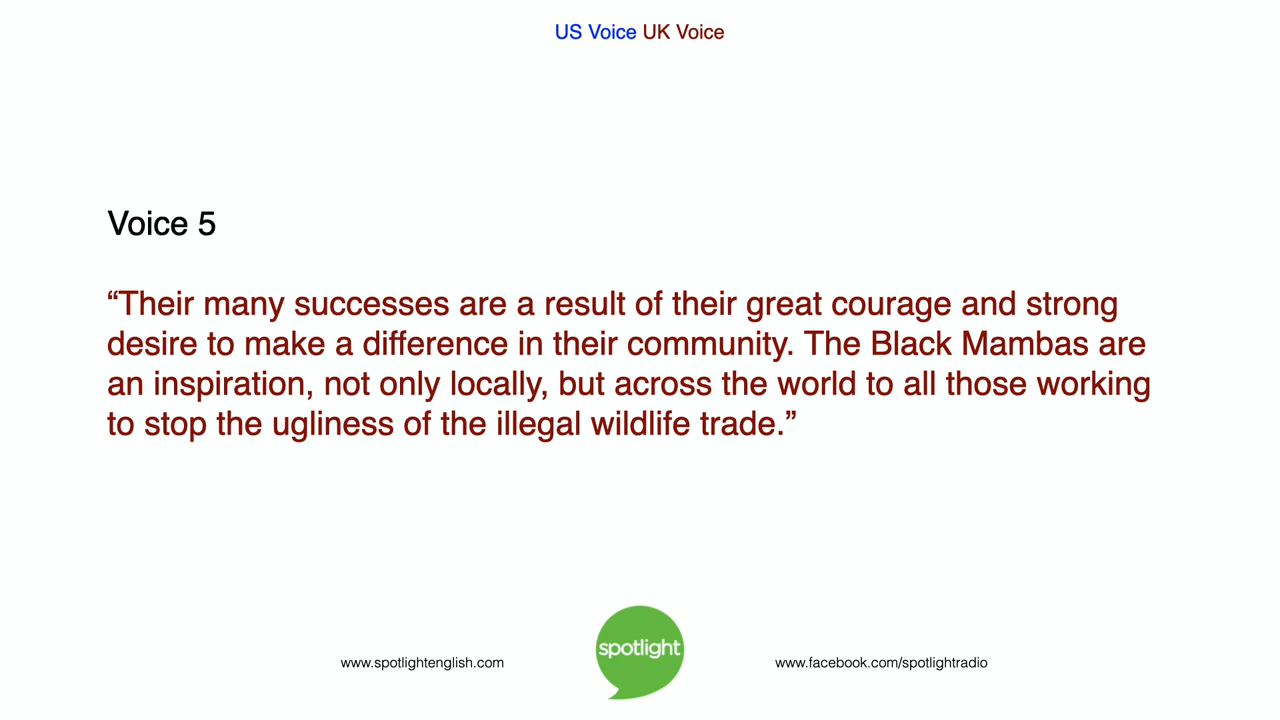 US Voice UK Voice
Voice 5
“Their many successes are a result of their great courage and strong
desire to make a difference in their community. The Black Mambas are
an inspiration, not only locally, but across the world to all those working
to stop the ugliness of the illegal wildlife trade.”
www.spotlightenglish.com
spotlight
www.facebook.com/spotlightradio